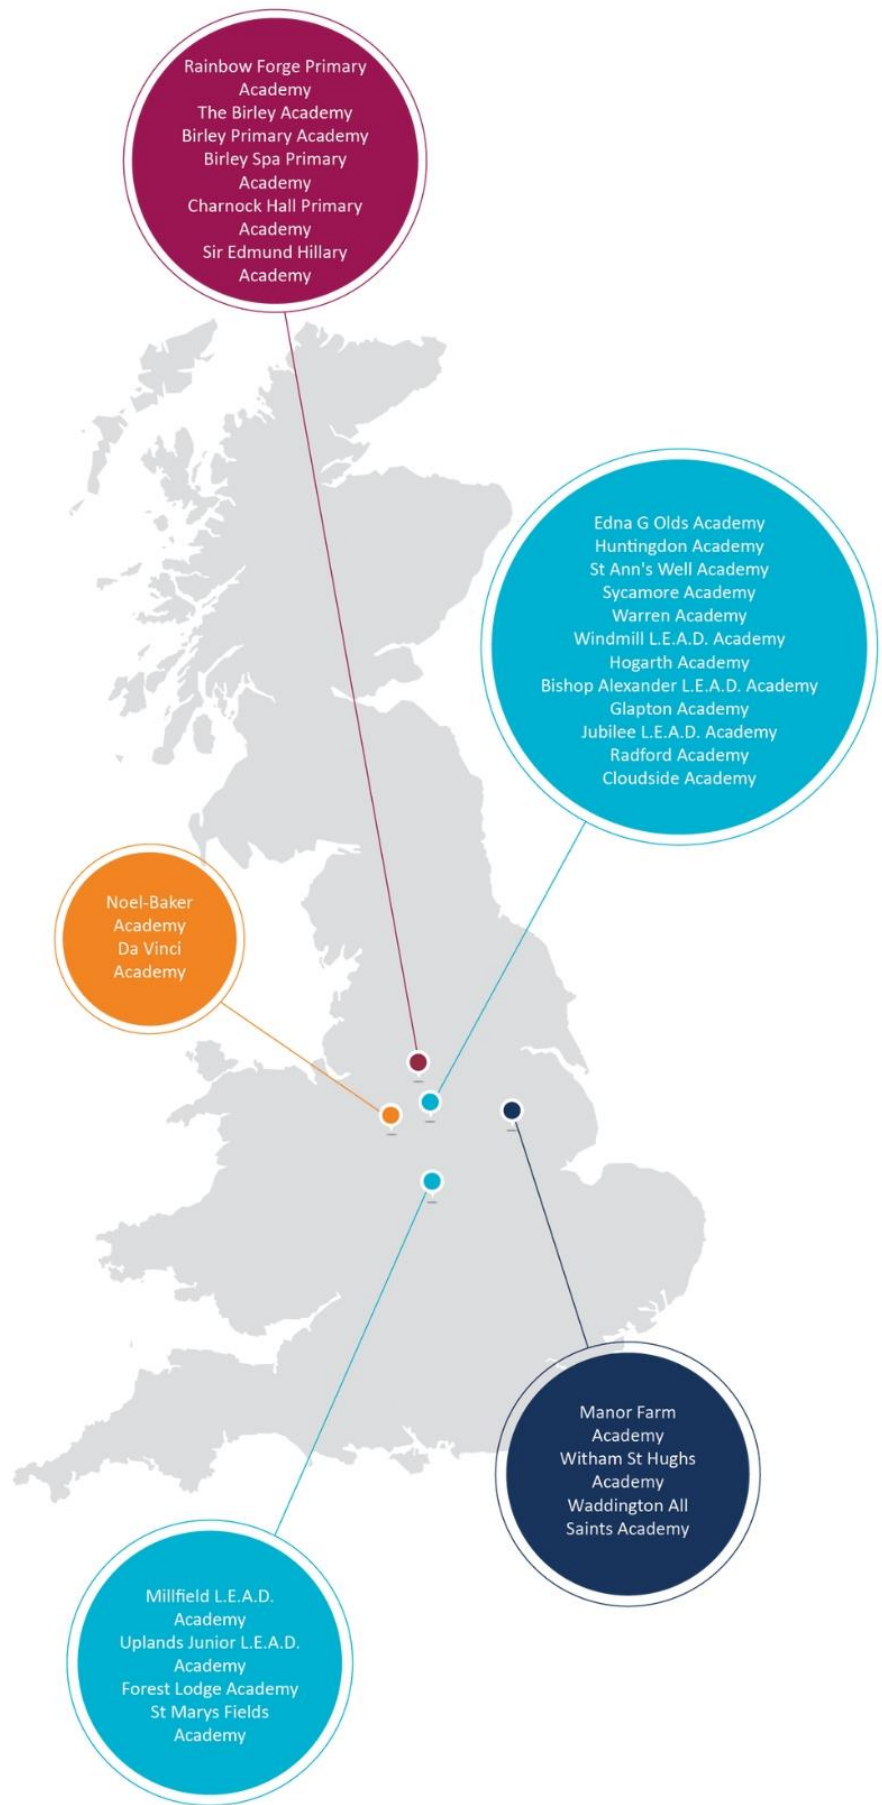 Rainbow Forge Primary
Academy
The Birley Academy
Birley Primary Academy
Birley Spa Primary
Academy
Charnock Hall Primary
Academy
Sir Edmund Hillary
Academy
Edna G Olds Academy
Huntingdon Academy
St Ann's Well Academy
Sycamore Academy
Warren Academy
Windmill L.E.A.D. Academy
Hogarth Academy
Bishop Alexander L.E.A.D. Academy
Glapton Academy
Jubilee L.E.A.D. Academy
Radford Academy
Cloudside Academy
Noel-Baker
Academy
Da Vinci
Academy
Manor Farm
Academy
Witham St Hughs
Academy
Waddington All
Saints Academy
Millfield L.E.A.D.
Academy
Uplands Junior L.E.A.D.
Academy
Forest Lodge Academy
St Marys Fields
Academy